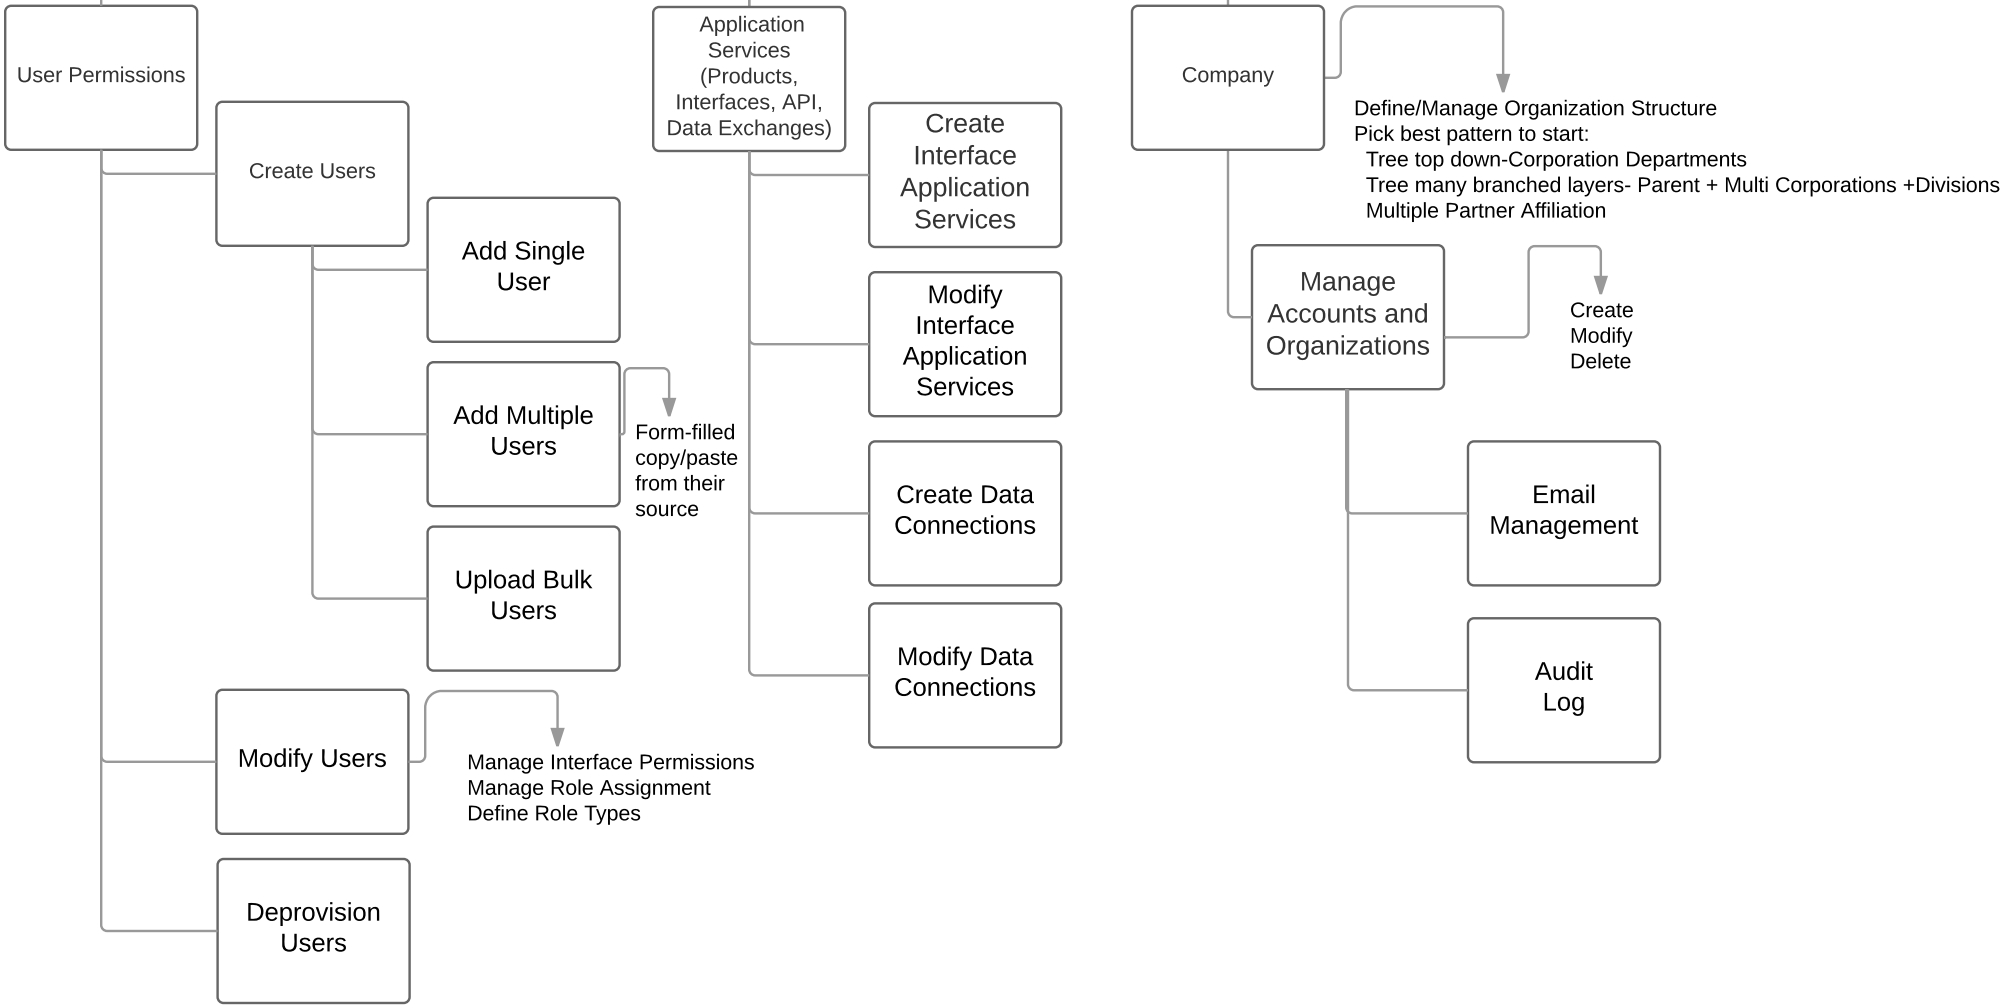 User Permissions
Create Users
Add Single
User
Add Multiple
Users
Form-filled
copy/paste
from their
source
Upload Bulk
Users
Modify Users
Manage Interface Permissions
Manage Role Assignment
Define Role Types
Deprovision
Users
Application
Services
(Products,
Interfaces, API,
Data Exchanges)
Create
Interface
Application
Services
Modify
Interface
Application
Services
Create Data
Connections
Modify Data
Connections
Company
Define/Manage Organization Structure
Pick best pattern to start:
Tree top down-Corporation Departments
Tree many branched layers- Parent + Multi Corporations +Divisions
Multiple Partner Affiliation
Manage
Accounts and
Organizations
Create
Modify
Delete
Email
Management
Audit
Log